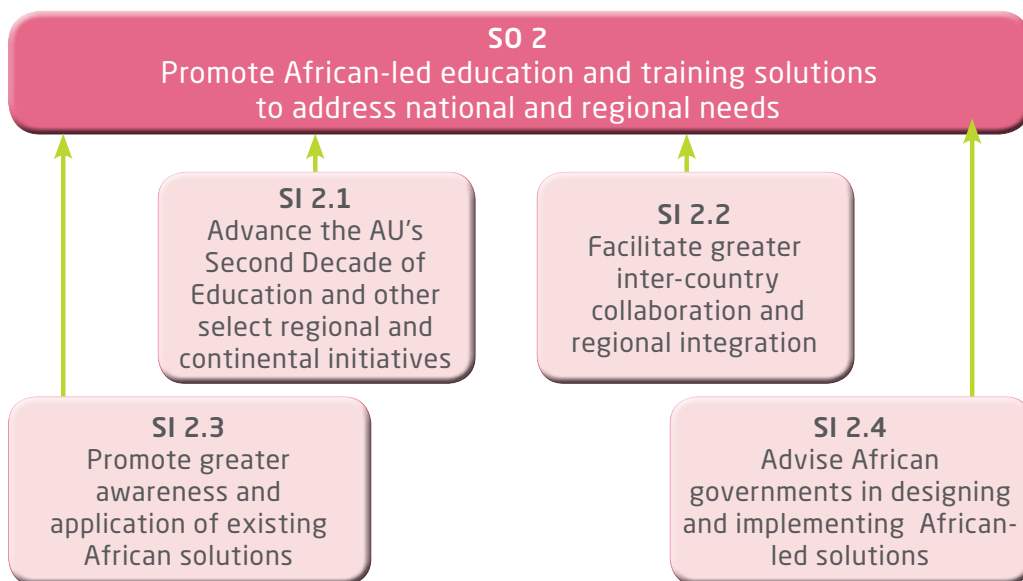 SO 2
Promote African-led education and training solutions
to address national and regional needs
SI 2.1
Advance the AU's
Second Decade of
Education and other
select regional and
continental initiatives
SI 2.2
Facilitate greater
inter-country
collaboration and
regional integration
SI 2.3
Promote greater
awareness and
application of existing
African solutions
SI 2.4
Advise African
governments in designing
and implementing African-
led solutions